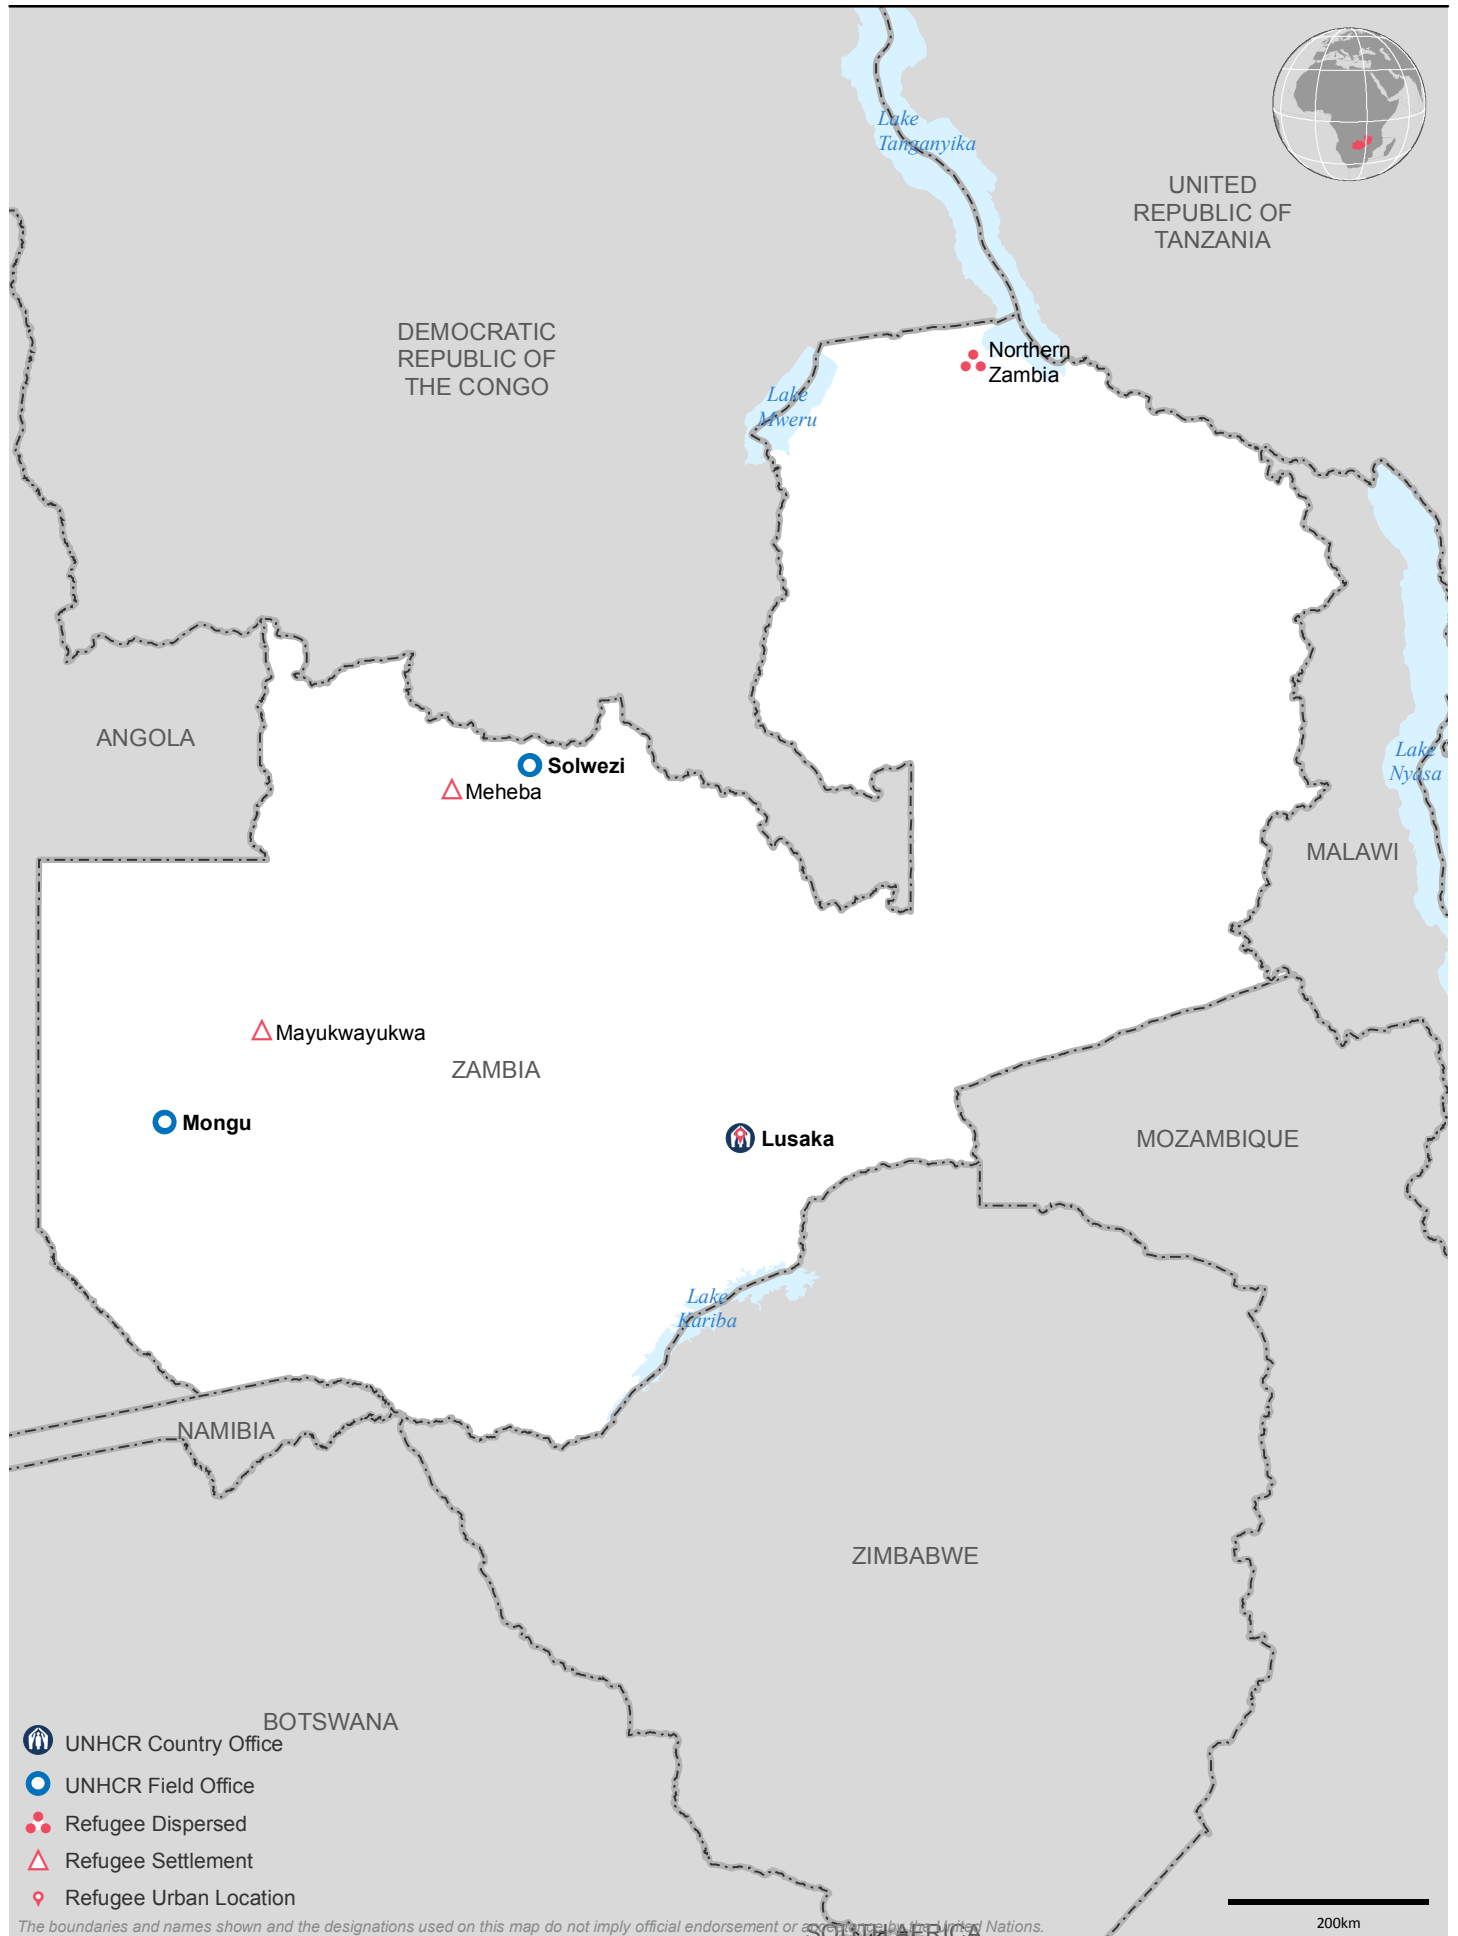 Lake
Tanganyika
UNITED
REPUBLIC OF
TANZANIA
DEMOCRATIC
REPUBLIC OF
THE CONGO
Northern
Zambia
Lake
Mweru
ANGOLA
Solwezi
Meheba
Lake
Nyasa
MALAWI
Mayukwayukwa
ZAMBIA
Mongu
Lusaka
MOZAMBIQUE
Lake
Kariba
NAMIBIA
ZIMBABWE
BOTSWANA
UNHCR Country Office
UNHCR Field Office
Refugee Dispersed
Refugee Settlement
Refugee Urban Location
200km
The boundaries and names shown and the designations used on this map do not imply official endorsement or acceptance by the United Nations.
SOUTH AFRICA